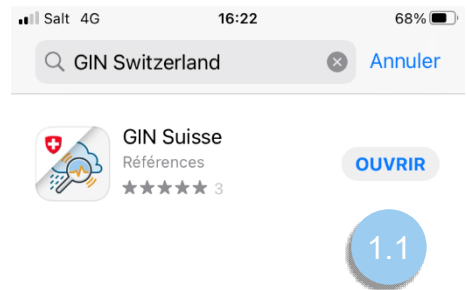 Salt 4G 16:22 68%
GIN Switzerland Annuler
GIN Suisse
Références
OUVRIR
3
1.1